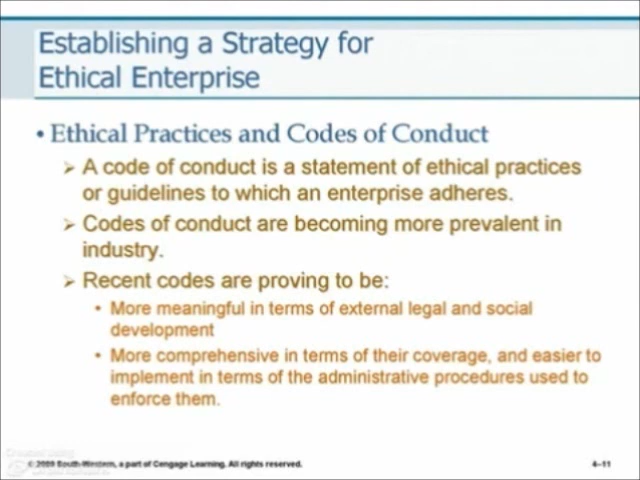 Establishing a Strategy for
Ethical Enterprise
• Ethical Practices and Codes of Conduct
➢ A code of conduct is a statement of ethical practices
or guidelines to which an enterprise adheres.
➢ Codes of conduct are becoming more prevalent in
industry.
➢ Recent codes are proving to be:
• More meaningful in terms of external legal and social
development
• More comprehensive in terms of their coverage, and easier to
implement in terms of the administrative procedures used to
enforce them.
© 2009 South-Western, a part of Cengage Learning. All rights reserved.
4–11